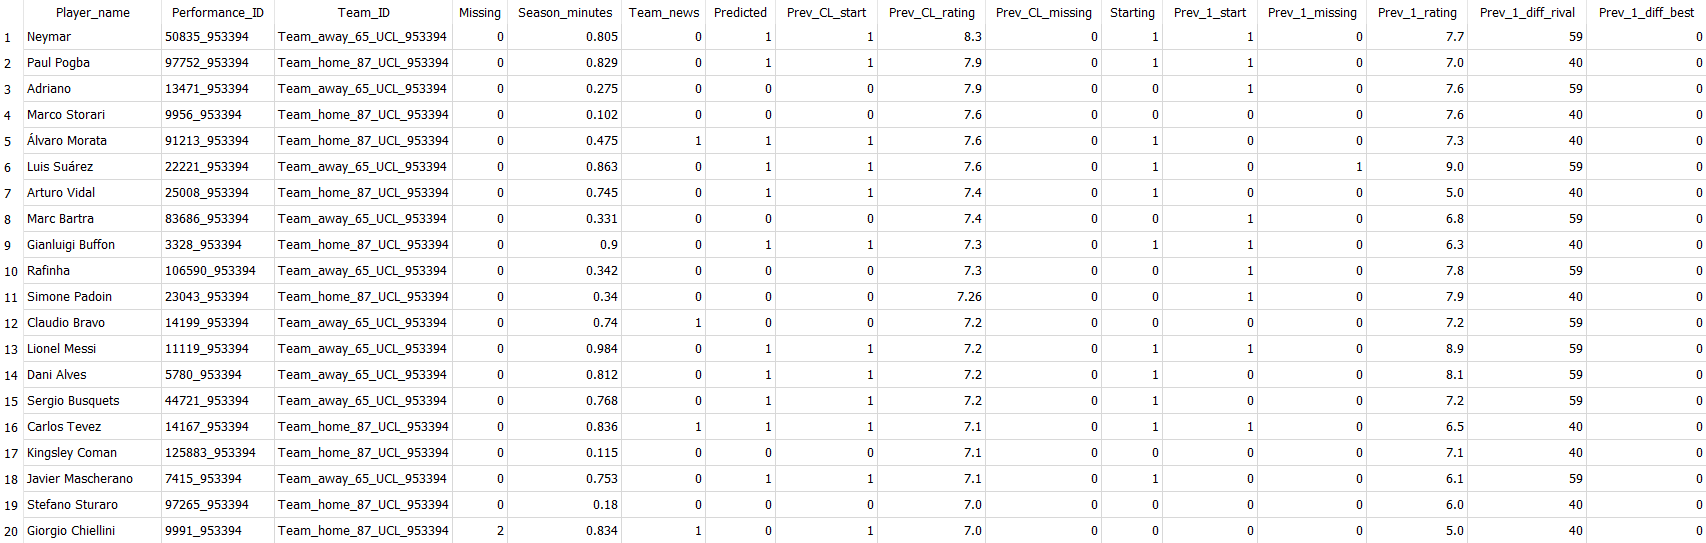 Player_name Performance_ID Team_ID Missing Season_minutes Team_news Predicted Prev_CL_start Prev_CL_rating Prev_CL_missing Starting Prev_1_start Prev_1_missing Prev_1_rating Prev_1_diff_rival Prev_1_diff_best
1 Neymar 50835_953394 Team_away_65_UCL_953394 0 0.805 0 1 1 8.3 0 1 1 0 7.7 59 0
2 Paul Pogba 97752_953394 Team_home_87_UCL_953394 0 0.829 0 1 1 7.9 0 1 1 0 7.0 40 0
3 Adriano 13471_953394 Team_away_65_UCL_953394 0 0.275 0 0 0 7.9 0 0 1 0 7.6 59 0
4 Marco Storari 9956_953394 Team_home_87_UCL_953394 0 0.102 0 0 0 7.6 0 0 0 0 7.6 40 0
5 Álvaro Morata 91213_953394 Team_home_87_UCL_953394 0 0.475 1 1 1 7.6 0 1 0 0 7.3 40 0
6 Luis Suárez 22221_953394 Team_away_65_UCL_953394 0 0.863 0 1 1 7.6 0 1 1 1 9.0 59 0
7 Arturo Vidal 25008_953394 Team_home_87_UCL_953394 0 0.745 0 1 1 7.4 0 1 0 0 5.0 40 0
8 Marc Bartra 83686_953394 Team_away_65_UCL_953394 0 0.331 0 0 0 7.4 0 0 1 0 6.8 59 0
9 Gianluigi Buffon 3328_953394 Team_home_87_UCL_953394 0 0.9 0 1 1 7.3 0 1 1 0 6.3 40 0
10 Rafinha 106590_953394 Team_away_65_UCL_953394 0 0.342 0 0 0 7.3 0 0 1 0 7.8 59 0
11 Simone Padoin 23043_953394 Team_home_87_UCL_953394 0 0.34 0 0 0 7.26 0 0 1 0 7.9 40 0
12 Claudio Bravo 14199_953394 Team_away_65_UCL_953394 0 0.74 1 0 0 7.2 0 0 0 0 7.2 59 0
13 Lionel Messi 11119_953394 Team_away_65_UCL_953394 0 0.984 0 1 1 7.2 0 1 1 0 8.9 59 0
14 Dani Alves 5780_953394 Team_away_65_UCL_953394 0 0.812 0 1 1 7.2 0 1 0 0 8.1 59 0
15 Sergio Busquets 44721_953394 Team_away_65_UCL_953394 0 0.768 0 1 1 7.2 0 1 0 0 7.2 59 0
16 Carlos Tevez 14167_953394 Team_home_87_UCL_953394 0 0.836 1 1 1 7.1 0 1 1 0 6.5 40 0
17 Kingsley Coman 125883_953394 Team_home_87_UCL_953394 0 0.115 0 0 0 7.1 0 0 0 0 7.1 40 0
18 Javier Mascherano 7415_953394 Team_away_65_UCL_953394 0 0.753 0 1 1 7.1 0 1 0 0 6.1 59 0
19 Stefano Sturaro 97265_953394 Team_home_87_UCL_953394 0 0.18 0 0 0 7.0 0 0 0 0 6.0 40 0
20 Giorgio Chiellini 9991_953394 Team_home_87_UCL_953394 2 0.834 1 0 1 7.0 0 0 0 0 5.0 40 0